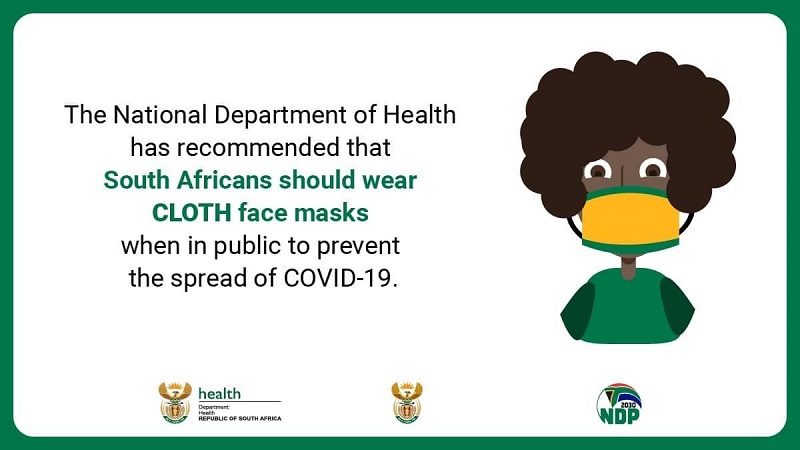 The National Department of Health
has recommended that
South Africans should wear
CLOTH face masks
when in public to prevent
the spread of COVID-19.
health
Department:
Health
REPUBLIC OF SOUTH AFRICA
2030
NDP